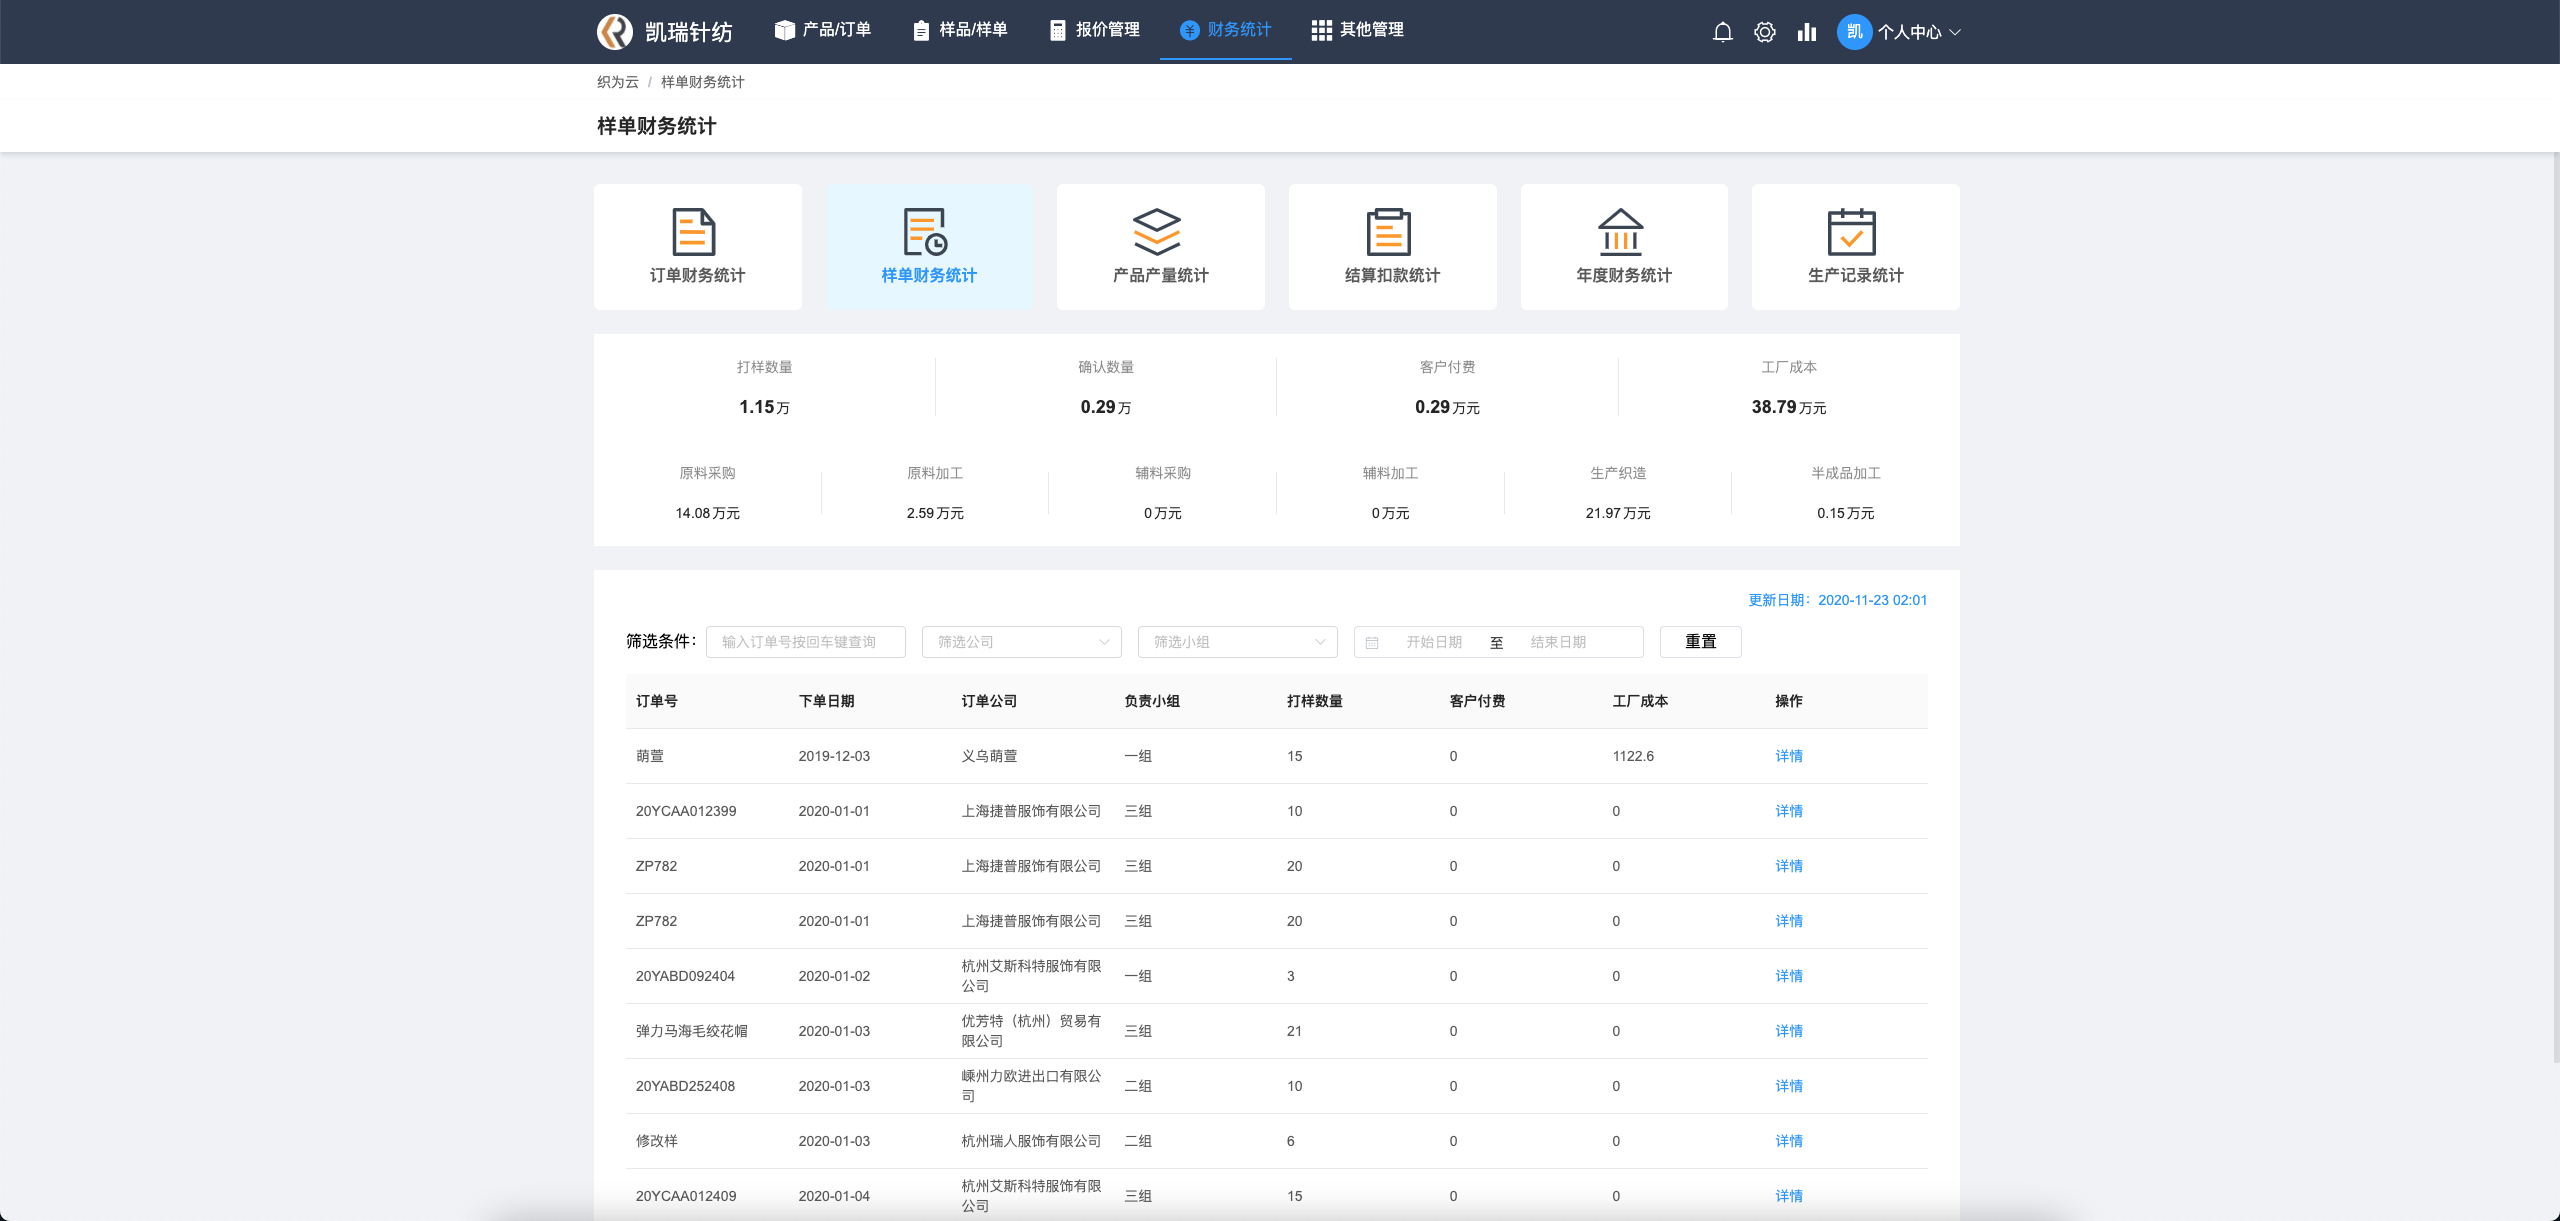 凯瑞针纺 产品/订单 样品/样单 报价管理 财务统计 其他管理 凯 个人中心
织为云 / 样单财务统计
样单财务统计
订单财务统计 样单财务统计 产品产量统计 结算扣款统计 年度财务统计 生产记录统计
打样数量 确认数量 客户付费 工厂成本
1.15万 0.29万 0.29万元 38.79万元
原料采购 原料加工 辅料采购 辅料加工 生产织造 半成品加工
14.08万元 2.59万元 0万元 0万元 21.97万元 0.15万元
更新日期：2020-11-23 02:01
筛选条件： 输入订单号按回车键查询 筛选公司 筛选小组 开始日期 至 结束日期 重置
订单号 下单日期 订单公司 负责小组 打样数量 客户付费 工厂成本 操作
萌萱 2019-12-03 义乌萌萱 一组 15 0 1122.6 详情
20YCAA012399 2020-01-01 上海捷普服饰有限公司 三组 10 0 0 详情
ZP782 2020-01-01 上海捷普服饰有限公司 三组 20 0 0 详情
ZP782 2020-01-01 上海捷普服饰有限公司 三组 20 0 0 详情
20YABD092404 2020-01-02 杭州艾斯科特服饰有限
公司 一组 3 0 0 详情
弹力马海毛绞花帽 2020-01-03 优芳特（杭州）贸易有
限公司 三组 21 0 0 详情
20YABD252408 2020-01-03 嵊州力欧进出口有限公
司 二组 10 0 0 详情
修改样 2020-01-03 杭州瑞人服饰有限公司 二组 6 0 0 详情
20YCAA012409 2020-01-04 杭州艾斯科特服饰有限
公司 三组 15 0 0 详情